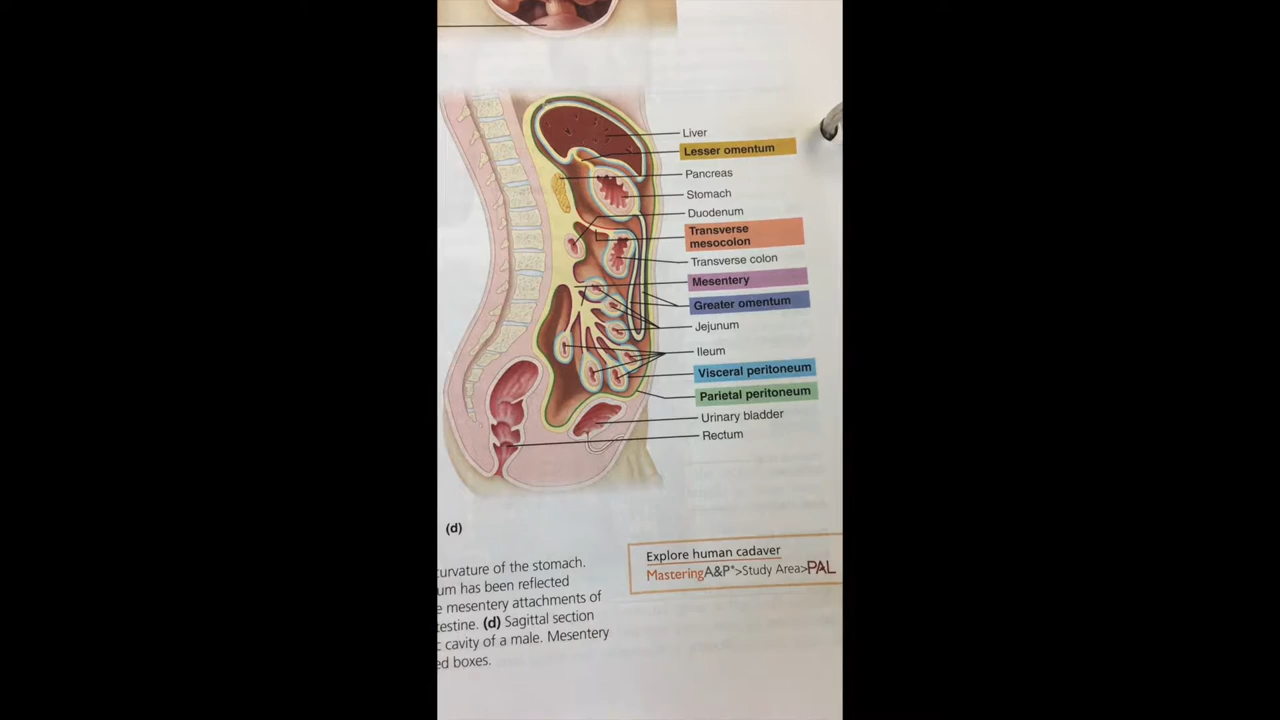 Liver
Lesser omentum
Pancreas
Stomach
Duodenum
Transverse
mesocolon
Transverse colon
Mesentery
Greater omentum
Jejunum
Ileum
Visceral peritoneum
Parietal peritoneum
Urinary bladder
Rectum
(d)
curvature of the stomach.
um has been reflected
e mesentery attachments of
testine. (d) Sagittal section
c cavity of a male. Mesentery
ed boxes.
Explore human cadaver
MasteringA&P®>Study Area>PAL